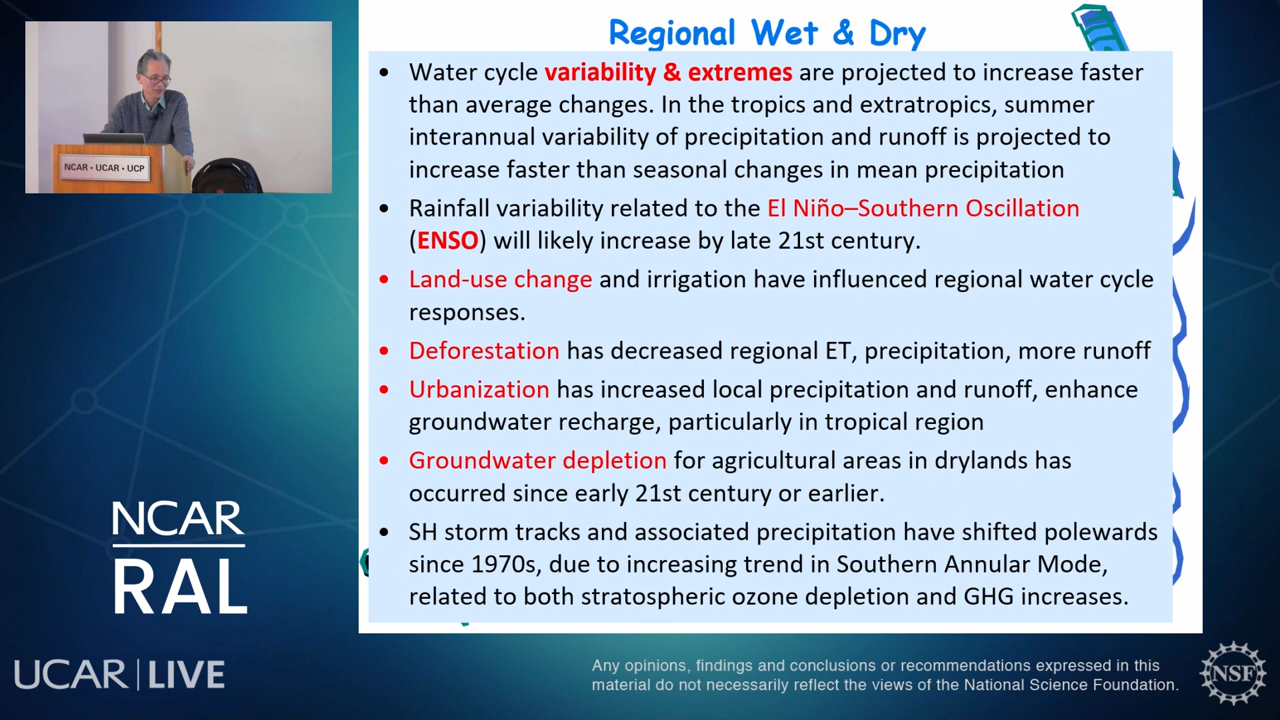 Regional Wet & Dry
• Water cycle variability & extremes are projected to increase faster
than average changes. In the tropics and extratropics, summer
interannual variability of precipitation and runoff is projected to
increase faster than seasonal changes in mean precipitation
• Rainfall variability related to the El Niño–Southern Oscillation
(ENSO) will likely increase by late 21st century.
• Land-use change and irrigation have influenced regional water cycle
responses.
• Deforestation has decreased regional ET, precipitation, more runoff
• Urbanization has increased local precipitation and runoff, enhance
groundwater recharge, particularly in tropical region
• Groundwater depletion for agricultural areas in drylands has
occurred since early 21st century or earlier.
• SH storm tracks and associated precipitation have shifted polewards
since 1970s, due to increasing trend in Southern Annular Mode,
related to both stratospheric ozone depletion and GHG increases.
NCAR • UCAR • UCP
NCAR
RAL
UCAR | LIVE
Any opinions, findings and conclusions or recommendations expressed in this
material do not necessarily reflect the views of the National Science Foundation.
NSF